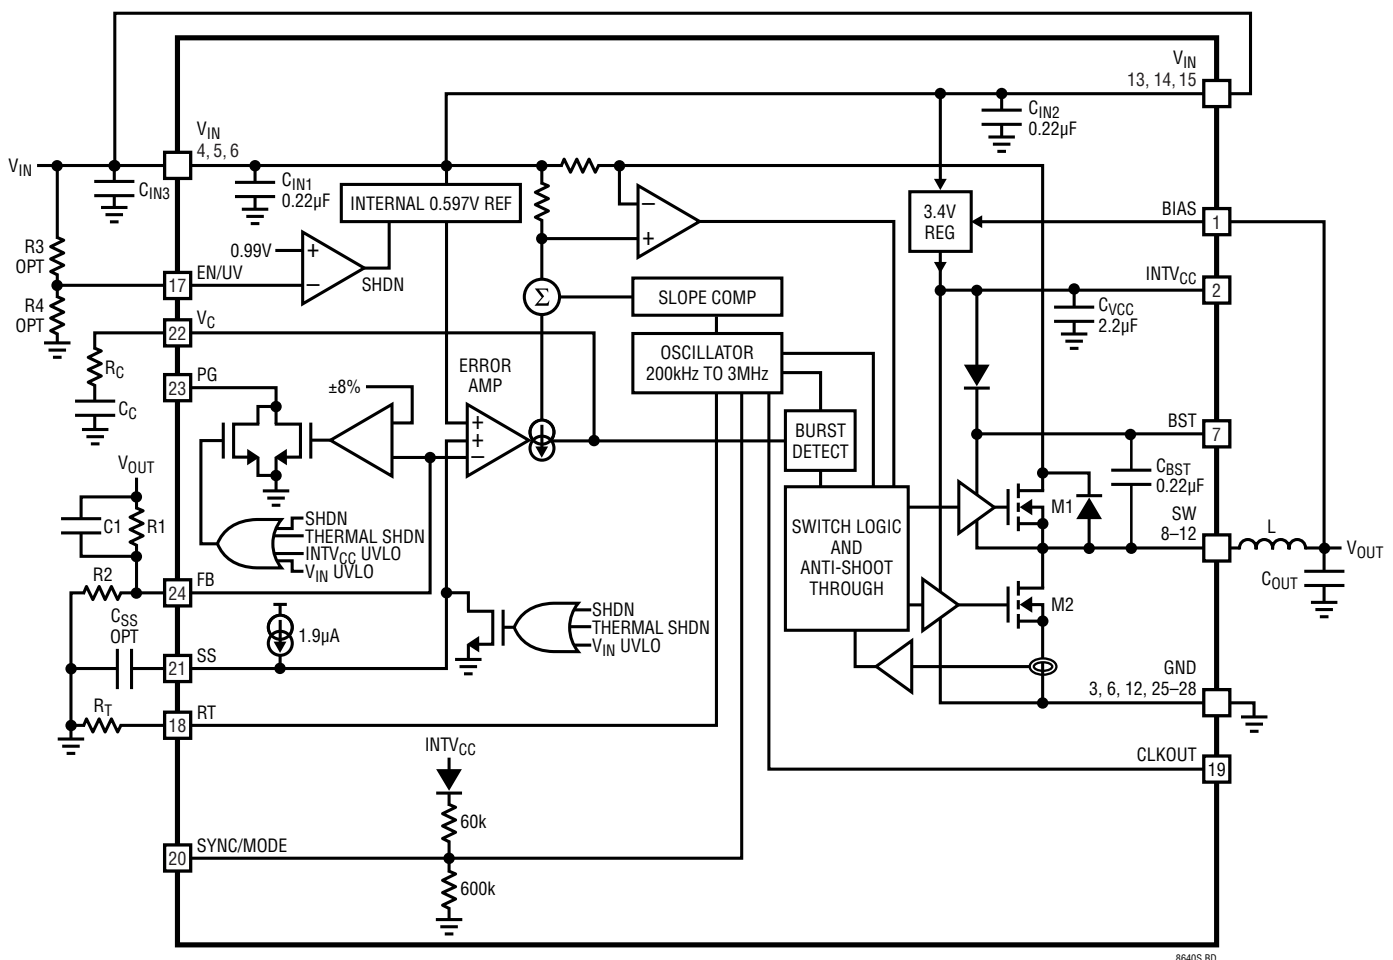 VIN
13, 14, 15
CIN2
0.22µF
VIN
4, 5, 6
VIN
CIN3
CIN1
0.22µF
INTERNAL 0.597V REF
−
+
3.4V
REG
BIAS
1
R3
OPT
0.99V
+
−
SHDN
EN/UV
17
R4
OPT
Σ
SLOPE COMP
INTVCC
2
CVCC
2.2µF
VC
22
OSCILLATOR
200kHz TO 3MHz
RC
CC
PG
23
±8%
ERROR
AMP
+
+
−
BURST
DETECT
BST
7
CBST
0.22µF
VOUT
C1
R1
SHDN
THERMAL SHDN
INTVCC UVLO
VIN UVLO
SWITCH LOGIC
AND
ANTI-SHOOT
THROUGH
M1
SW
8–12
L
VOUT
COUT
R2
FB
24
CSS
OPT
1.9µA
SHDN
THERMAL SHDN
VIN UVLO
M2
SS
21
GND
3, 6, 12, 25–28
RT
RT
18
INTVCC
CLKOUT
19
60k
SYNC/MODE
20
600k
8640S BD